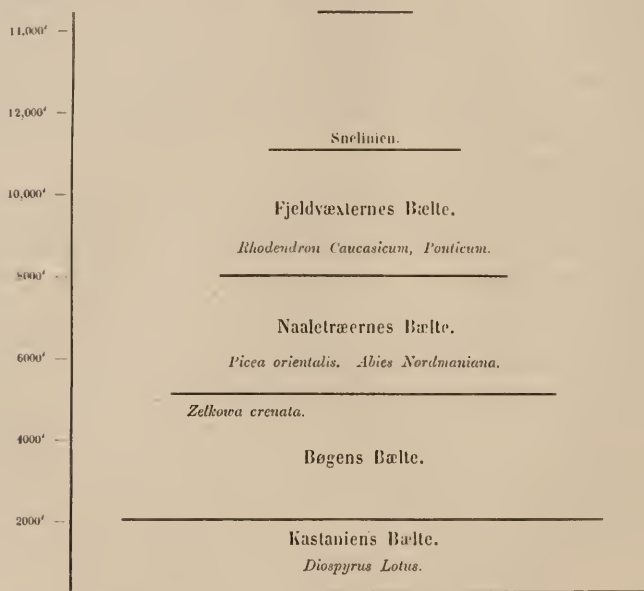 11,000'
12,000'
Snelinien.
10,000'
Fjeldvæxternes Bælte.
Rhodendron Caucasicum, Ponticum.
8000'
Naaletræernes Bælte.
6000'
Picea orientalis. Abies Nordmaniana.
Zelkowa crenata.
4000'
Bøgens Bælte.
2000'
Kastaniens Bælte.
Diospyrus Lotus.